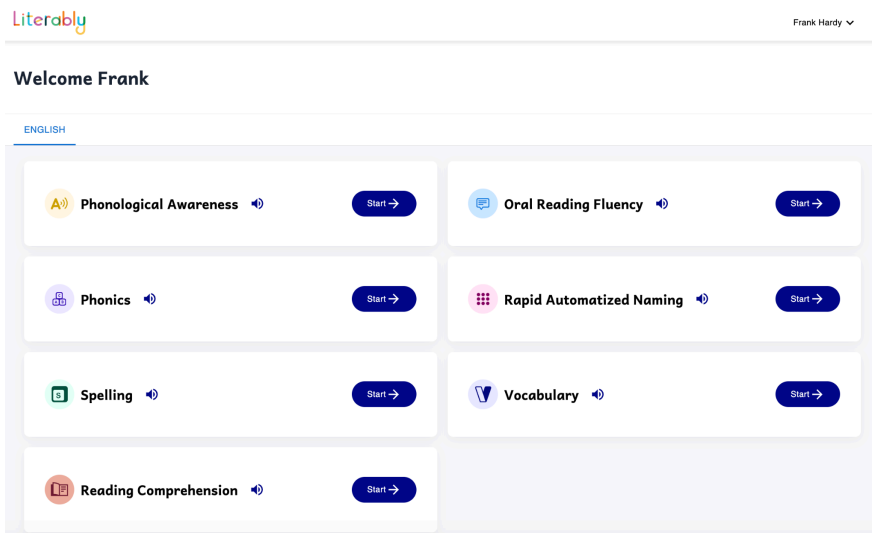 Literably
Frank Hardy
Welcome Frank
ENGLISH
Phonological Awareness
Start
Oral Reading Fluency
Start
Phonics
Start
Rapid Automatized Naming
Start
Spelling
Start
Vocabulary
Start
Reading Comprehension
Start